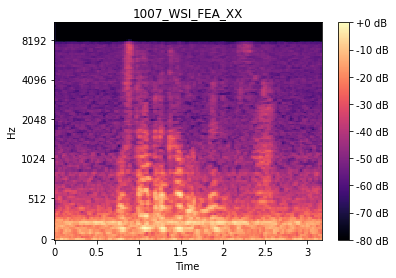 1007_WSI_FEA_XX
+0 dB
8192
-10 dB
4096
-20 dB
-30 dB
2048
Hz
-40 dB
1024
-50 dB
512
-60 dB
-70 dB
0
-80 dB
0 0.5 1 1.5 2 2.5 3
Time